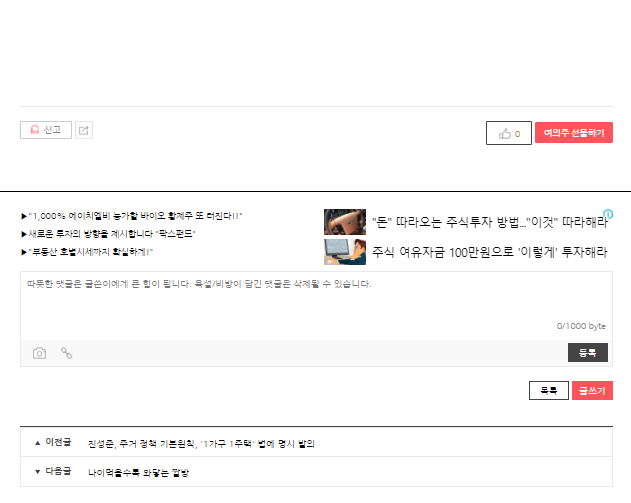 신고
0
여의주 선물하기
▶"1,000% 에이치엘비 능가할 바이오 황제주 또 터진다!!"
▶새로운 투자의 방향을 제시합니다 "팍스펀드"
▶"부동산 호별시세까지 확실하게!"
"돈" 따라오는 주식투자 방법..."이것" 따라해라
주식 여유자금 100만원으로 '이렇게' 투자해라
따뜻한 댓글은 글쓴이에게 큰 힘이 됩니다. 욕설/비방이 담긴 댓글은 삭제될 수 있습니다.
0/1000 byte
등록
목록
글쓰기
▲ 이전글 진성준, 주거 정책 기본원칙, '1가구 1주택' 법에 명시 발의
▼ 다음글 나이먹을수록 와닿는 짤방